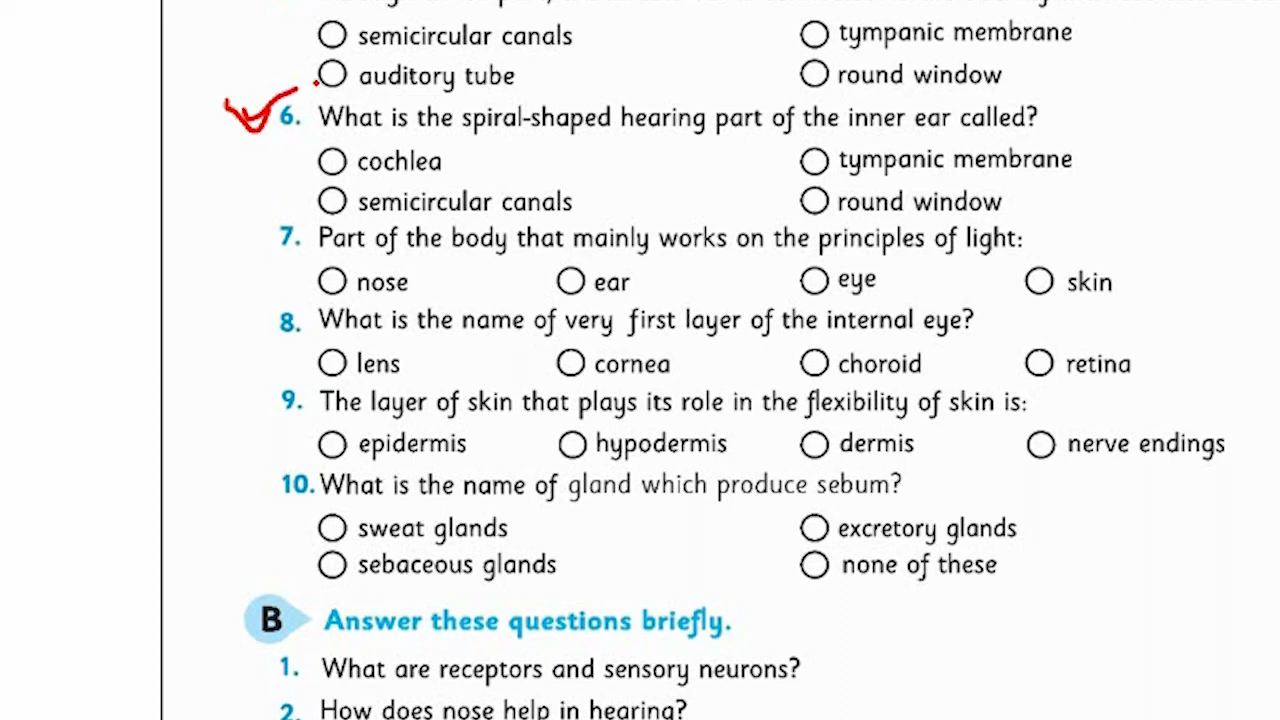 semicircular canals tympanic membrane
auditory tube round window
6. What is the spiral-shaped hearing part of the inner ear called?
cochlea tympanic membrane
semicircular canals round window
7. Part of the body that mainly works on the principles of light:
nose ear eye skin
8. What is the name of very first layer of the internal eye?
lens cornea choroid retina
9. The layer of skin that plays its role in the flexibility of skin is:
epidermis hypodermis dermis nerve endings
10. What is the name of gland which produce sebum?
sweat glands excretory glands
sebaceous glands none of these
B Answer these questions briefly.
1. What are receptors and sensory neurons?
2. How does nose help in hearing?